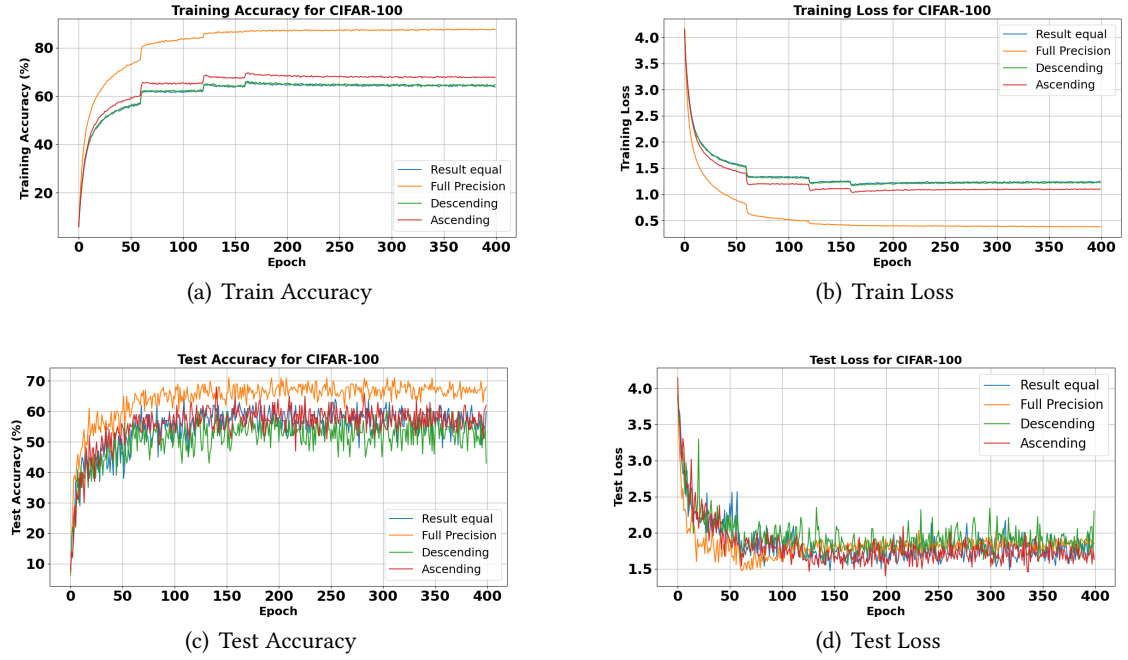 Training Accuracy for CIFAR-100
Training Accuracy (%)
80
60
40
20
Result equal
Full Precision
Descending
Ascending
0 50 100 150 200 250 300 350 400
Epoch
(a) Train Accuracy
Training Loss for CIFAR-100
Training Loss
4.0
3.5
3.0
2.5
2.0
1.5
1.0
0.5
Result equal
Full Precision
Descending
Ascending
0 50 100 150 200 250 300 350 400
Epoch
(b) Train Loss
Test Accuracy for CIFAR-100
Test Accuracy (%)
70
60
50
40
30
20
10
Result equal
Full Precision
Descending
Ascending
0 50 100 150 200 250 300 350 400
Epoch
(c) Test Accuracy
Test Loss for CIFAR-100
Test Loss
4.0
3.5
3.0
2.5
2.0
1.5
Result equal
Full Precision
Descending
Ascending
0 50 100 150 200 250 300 350 400
Epoch
(d) Test Loss